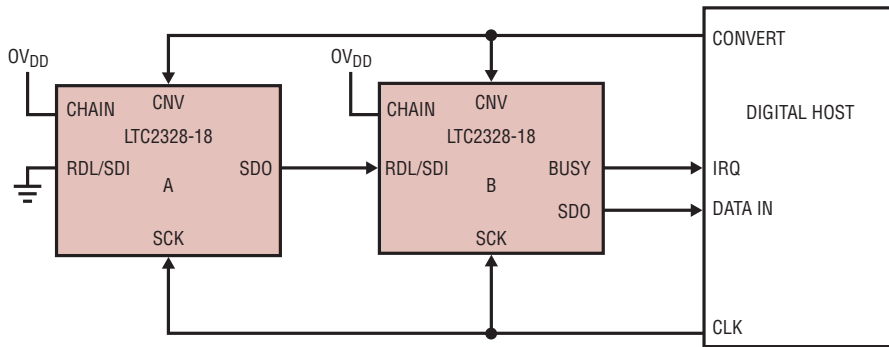 CONVERT
OVDD
OVDD
CHAIN
CNV
CHAIN
CNV
DIGITAL HOST
LTC2328-18
LTC2328-18
RDL/SDI
SDO
RDL/SDI
BUSY
IRQ
A
B
SDO
DATA IN
SCK
SCK
CLK